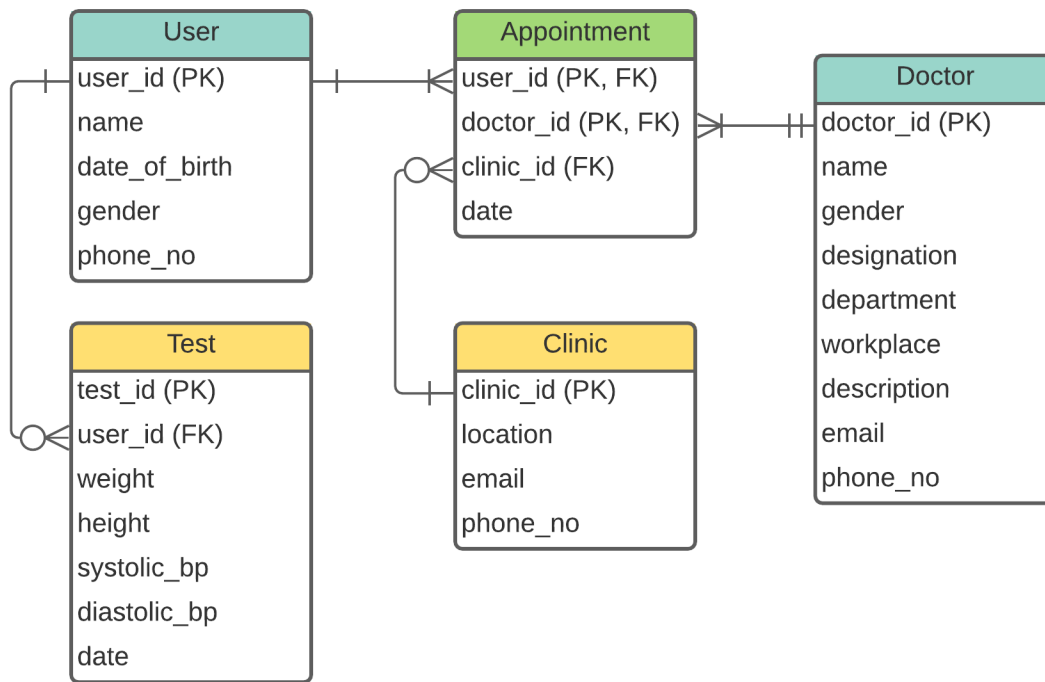 User
user_id (PK)
name
date_of_birth
gender
phone_no
Appointment
user_id (PK, FK)
doctor_id (PK, FK)
clinic_id (FK)
date
Doctor
doctor_id (PK)
name
gender
designation
department
workplace
description
email
phone_no
Test
test_id (PK)
user_id (FK)
weight
height
systolic_bp
diastolic_bp
date
Clinic
clinic_id (PK)
location
email
phone_no